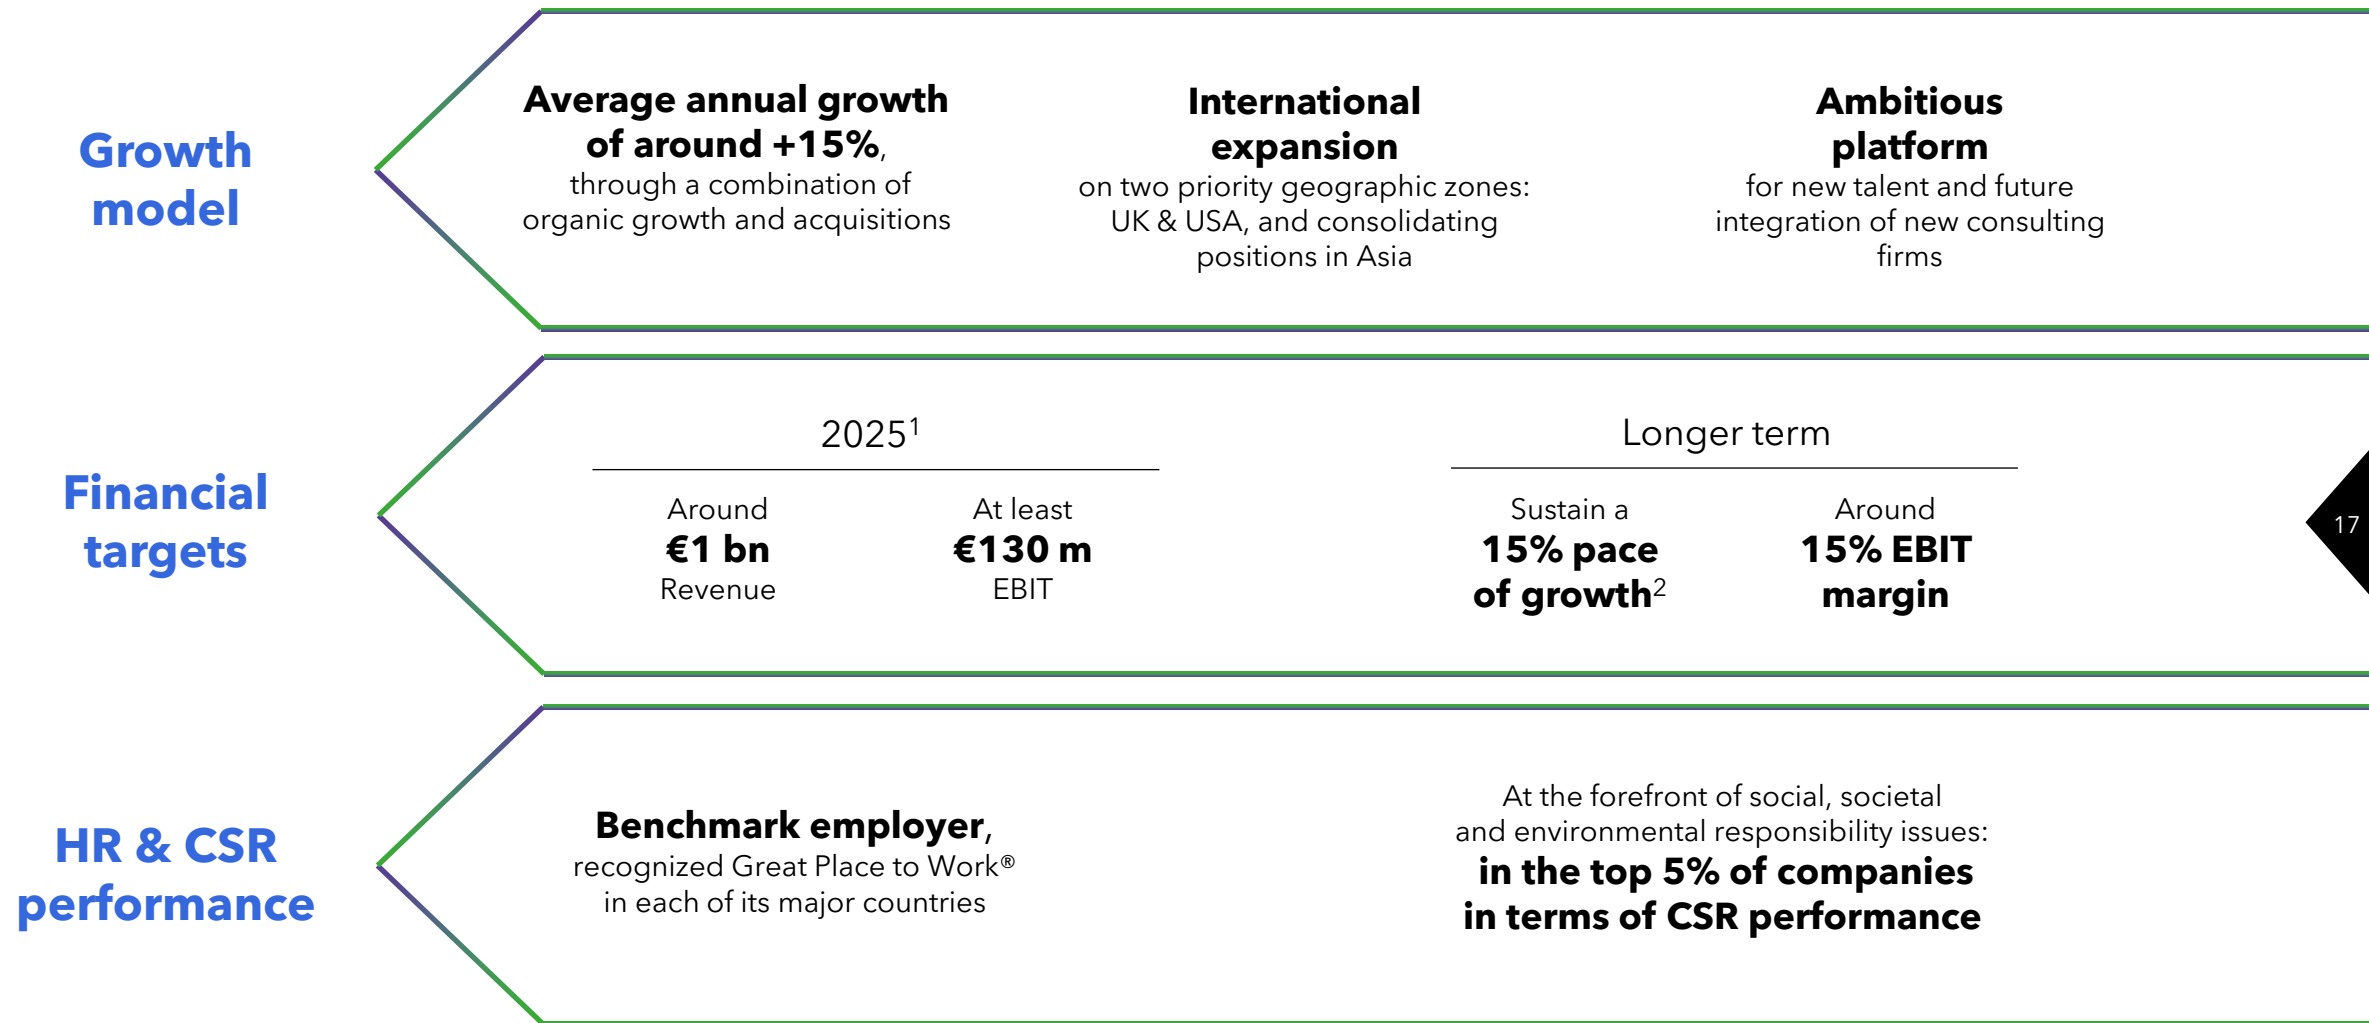 Growth
model
Average annual growth
of around +15%,
through a combination of
organic growth and acquisitions
International
expansion
on two priority geographic zones:
UK & USA, and consolidating
positions in Asia
Ambitious
platform
for new talent and future
integration of new consulting
firms
Financial
targets
2025¹
Around
€1 bn
Revenue
At least
€130 m
EBIT
Longer term
Sustain a
15% pace
of growth²
Around
15% EBIT
margin
17
HR & CSR
performance
Benchmark employer,
recognized Great Place to Work®
in each of its major countries
At the forefront of social, societal
and environmental responsibility issues:
in the top 5% of companies
in terms of CSR performance